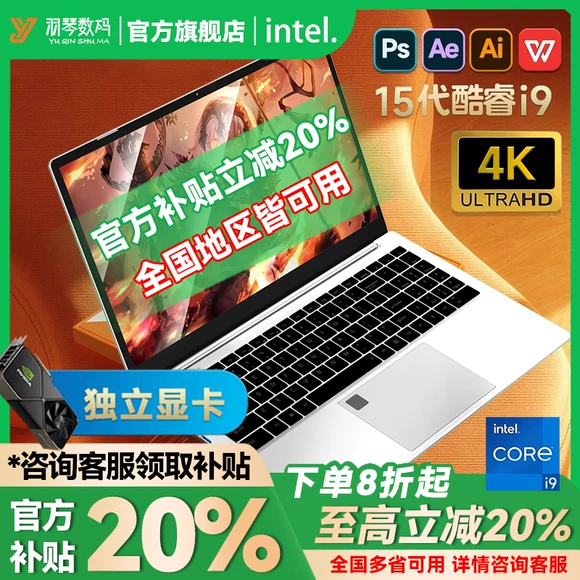 羽琴数码
YU QIN SHU MA
官方旗舰店
intel.
Ps
Ae
Ai
W
15代酷睿i9
4K
ULTRAHD
官方补贴立减20%
全国地区皆可用
NVIDIA
独立显卡
intel.
CORE
i9
*咨询客服领取补贴
官方
补贴
20%
下单8折起
至高立减20%
全国多省可用 详情咨询客服